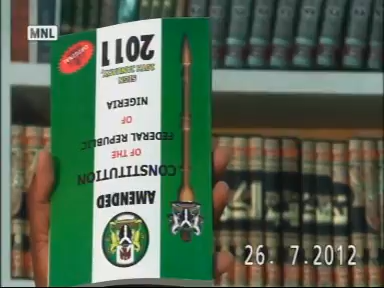 MNL
AMENDED
CONSTITUTION
OF THE
FEDERAL REPUBLIC
OF
NIGERIA
2011
26. 7.2012